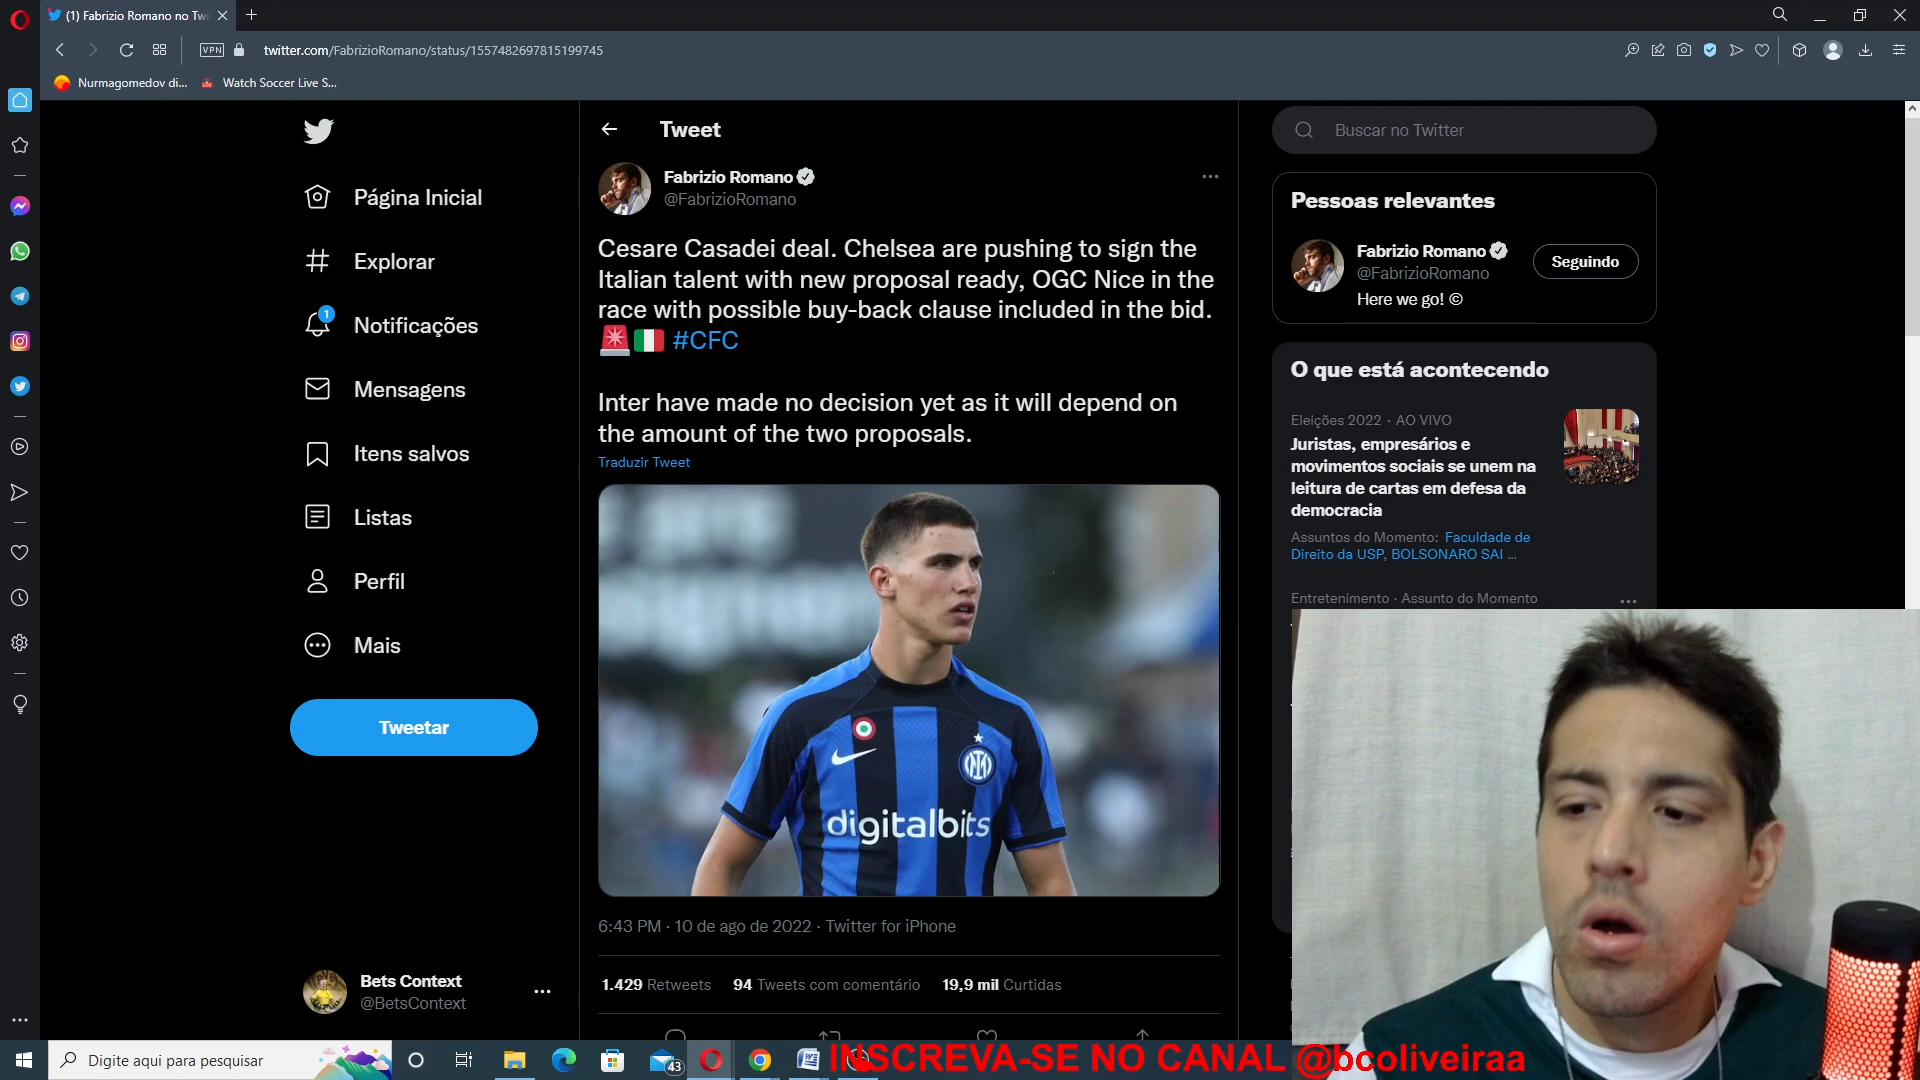 (1) Fabrizio Romano no Twi
VPN
twitter.com/FabrizioRomano/status/1557482697815199745
Nurmagomedov di...
Watch Soccer Live S...
Página Inicial
Explorar
1
Notificações
Mensagens
Itens salvos
Listas
Perfil
Mais
Tweetar
Bets Context
@BetsContext
Tweet
Fabrizio Romano
@FabrizioRomano
Cesare Casadei deal. Chelsea are pushing to sign the
Italian talent with new proposal ready, OGC Nice in the
race with possible buy-back clause included in the bid.
#CFC
Inter have made no decision yet as it will depend on
the amount of the two proposals.
Traduzir Tweet
digitalbits
6:43 PM · 10 de ago de 2022 · Twitter for iPhone
1.429 Retweets 94 Tweets com comentário 19,9 mil Curtidas
Buscar no Twitter
Pessoas relevantes
Fabrizio Romano
@FabrizioRomano
Seguindo
Here we go! ©
O que está acontecendo
Eleições 2022 · AO VIVO
Juristas, empresários e
movimentos sociais se unem na
leitura de cartas em defesa da
democracia
Assuntos do Momento: Faculdade de
Direito da USP, BOLSONARO SAI ...
Entretenimento · Assunto do Momento
Digite aqui para pesquisar
43
INSCREVA-SE NO CANAL @bcoliveiraa